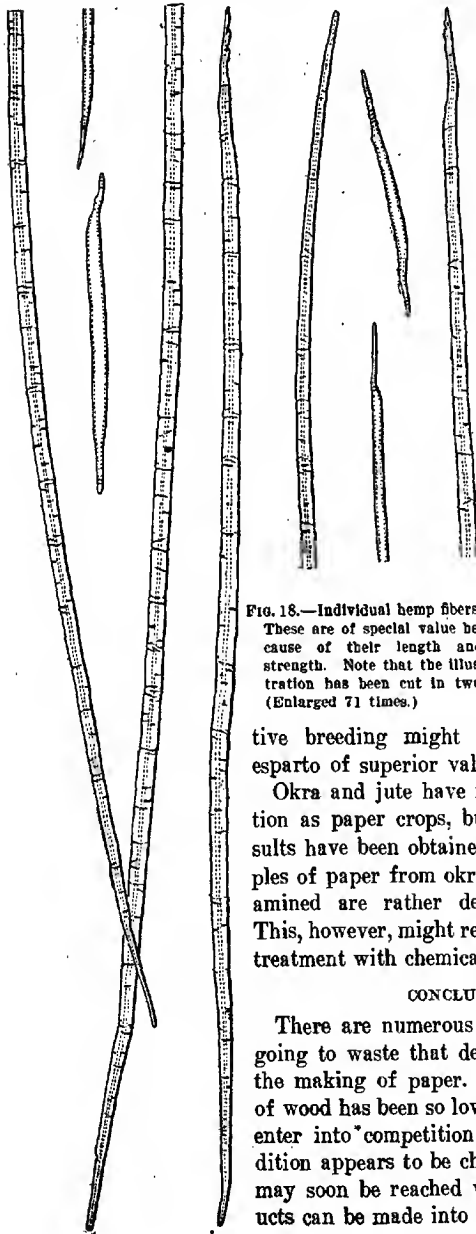 FIG. 18.—Individual hemp fibers
These are of special value be
cause of their length and
strength. Note that the illus
tration has been cut in two
(Enlarged 71 times.)
tive breeding might
esparto of superior val
Okra and jute have
tion as paper crops, bu
sults have been obtaine
ples of paper from okr
amined are rather de
This, however, might re
treatment with chemica
CONCLU
There are numerous
going to waste that de
the making of paper.
of wood has been so lov
enter into competition
dition appears to be ch
may soon be reached
ucts can be made into